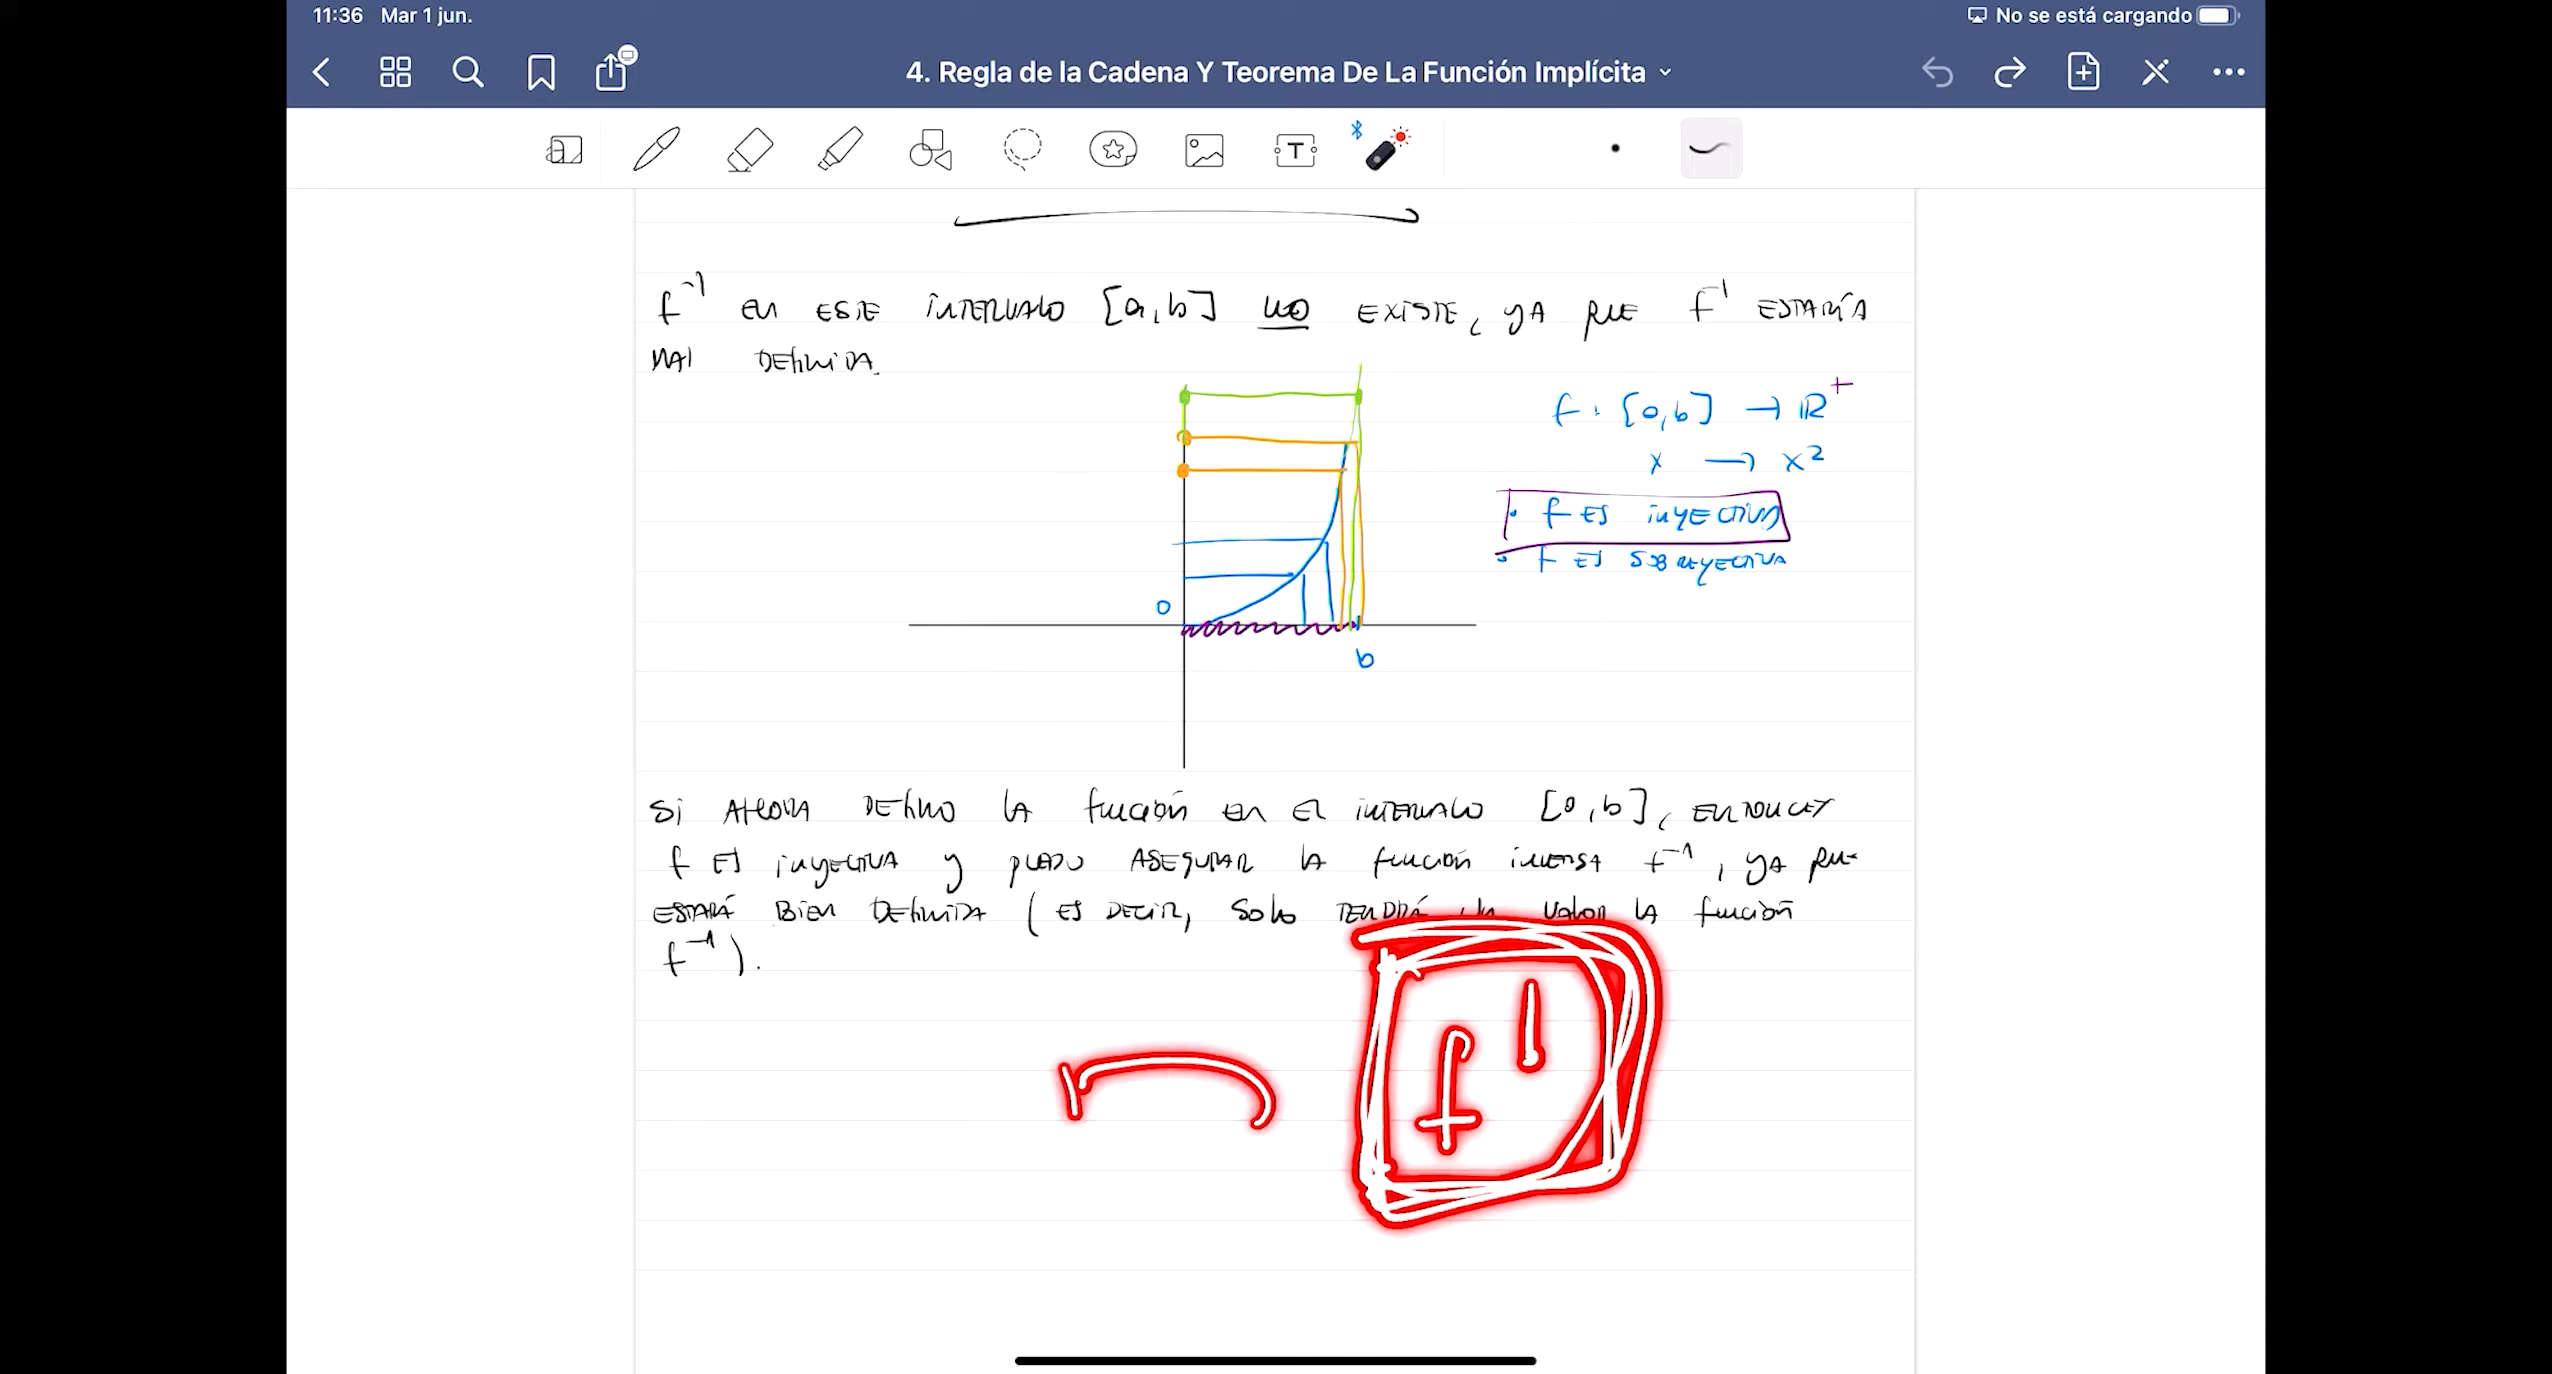 11:36 Mar 1 jun. No se está cargando
4. Regla de la Cadena Y Teorema De La Función Implícita
T
f⁻¹ EN ESTE INTERVALO [a,b] NO EXISTE, YA QUE f⁻¹ ESTARÍA
MAL DEFINIDA.
f : [0,b] → ℝ⁺
x → x²
• f ES INYECTIVA
• f ES SOBREYECTIVA
0
b
SI AHORA DEFINO LA FUNCIÓN EN EL INTERVALO [0,b], ENTONCES
f ES INYECTIVA Y PUEDO ASEGURAR LA FUNCIÓN INVERSA f⁻¹, YA QUE
ESTARÁ BIEN DEFINIDA (ES DECIR, SOLO TENDRÁ UN VALOR LA FUNCIÓN
f⁻¹).
f'